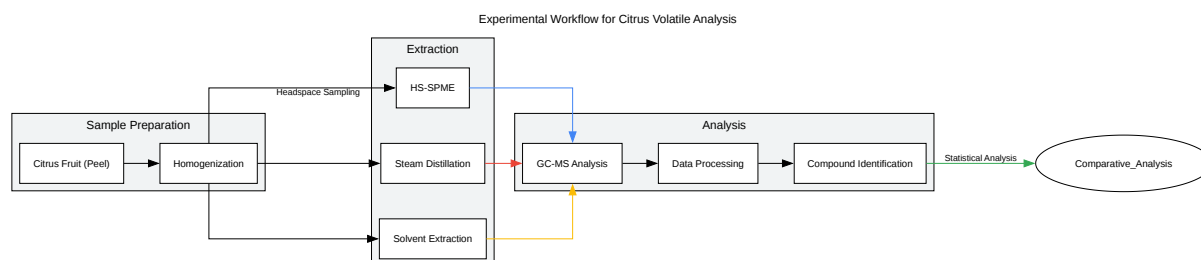 Experimental Workflow for Citrus Volatile Analysis
Extraction
HS-SPME
Headspace Sampling
Sample Preparation
Analysis
Citrus Fruit (Peel)
Homogenization
Steam Distillation
GC-MS Analysis
Data Processing
Compound Identification
Statistical Analysis
Comparative_Analysis
Solvent Extraction